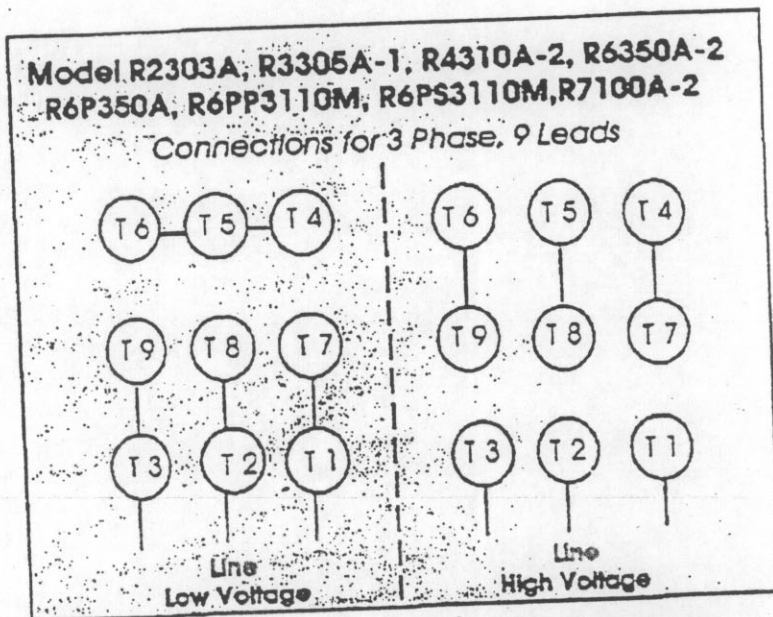 Model R2303A, R3305A-1, R4310A-2, R6350A-2
R6P350A, R6PP3110M, R6PS3110M,R7100A-2
Connections for 3 Phase, 9 Leads
T6 T5 T4
T9 T8 T7
T3 T2 T1
Line
Low Voltage
T6 T5 T4
T9 T8 T7
T3 T2 T1
Line
High Voltage